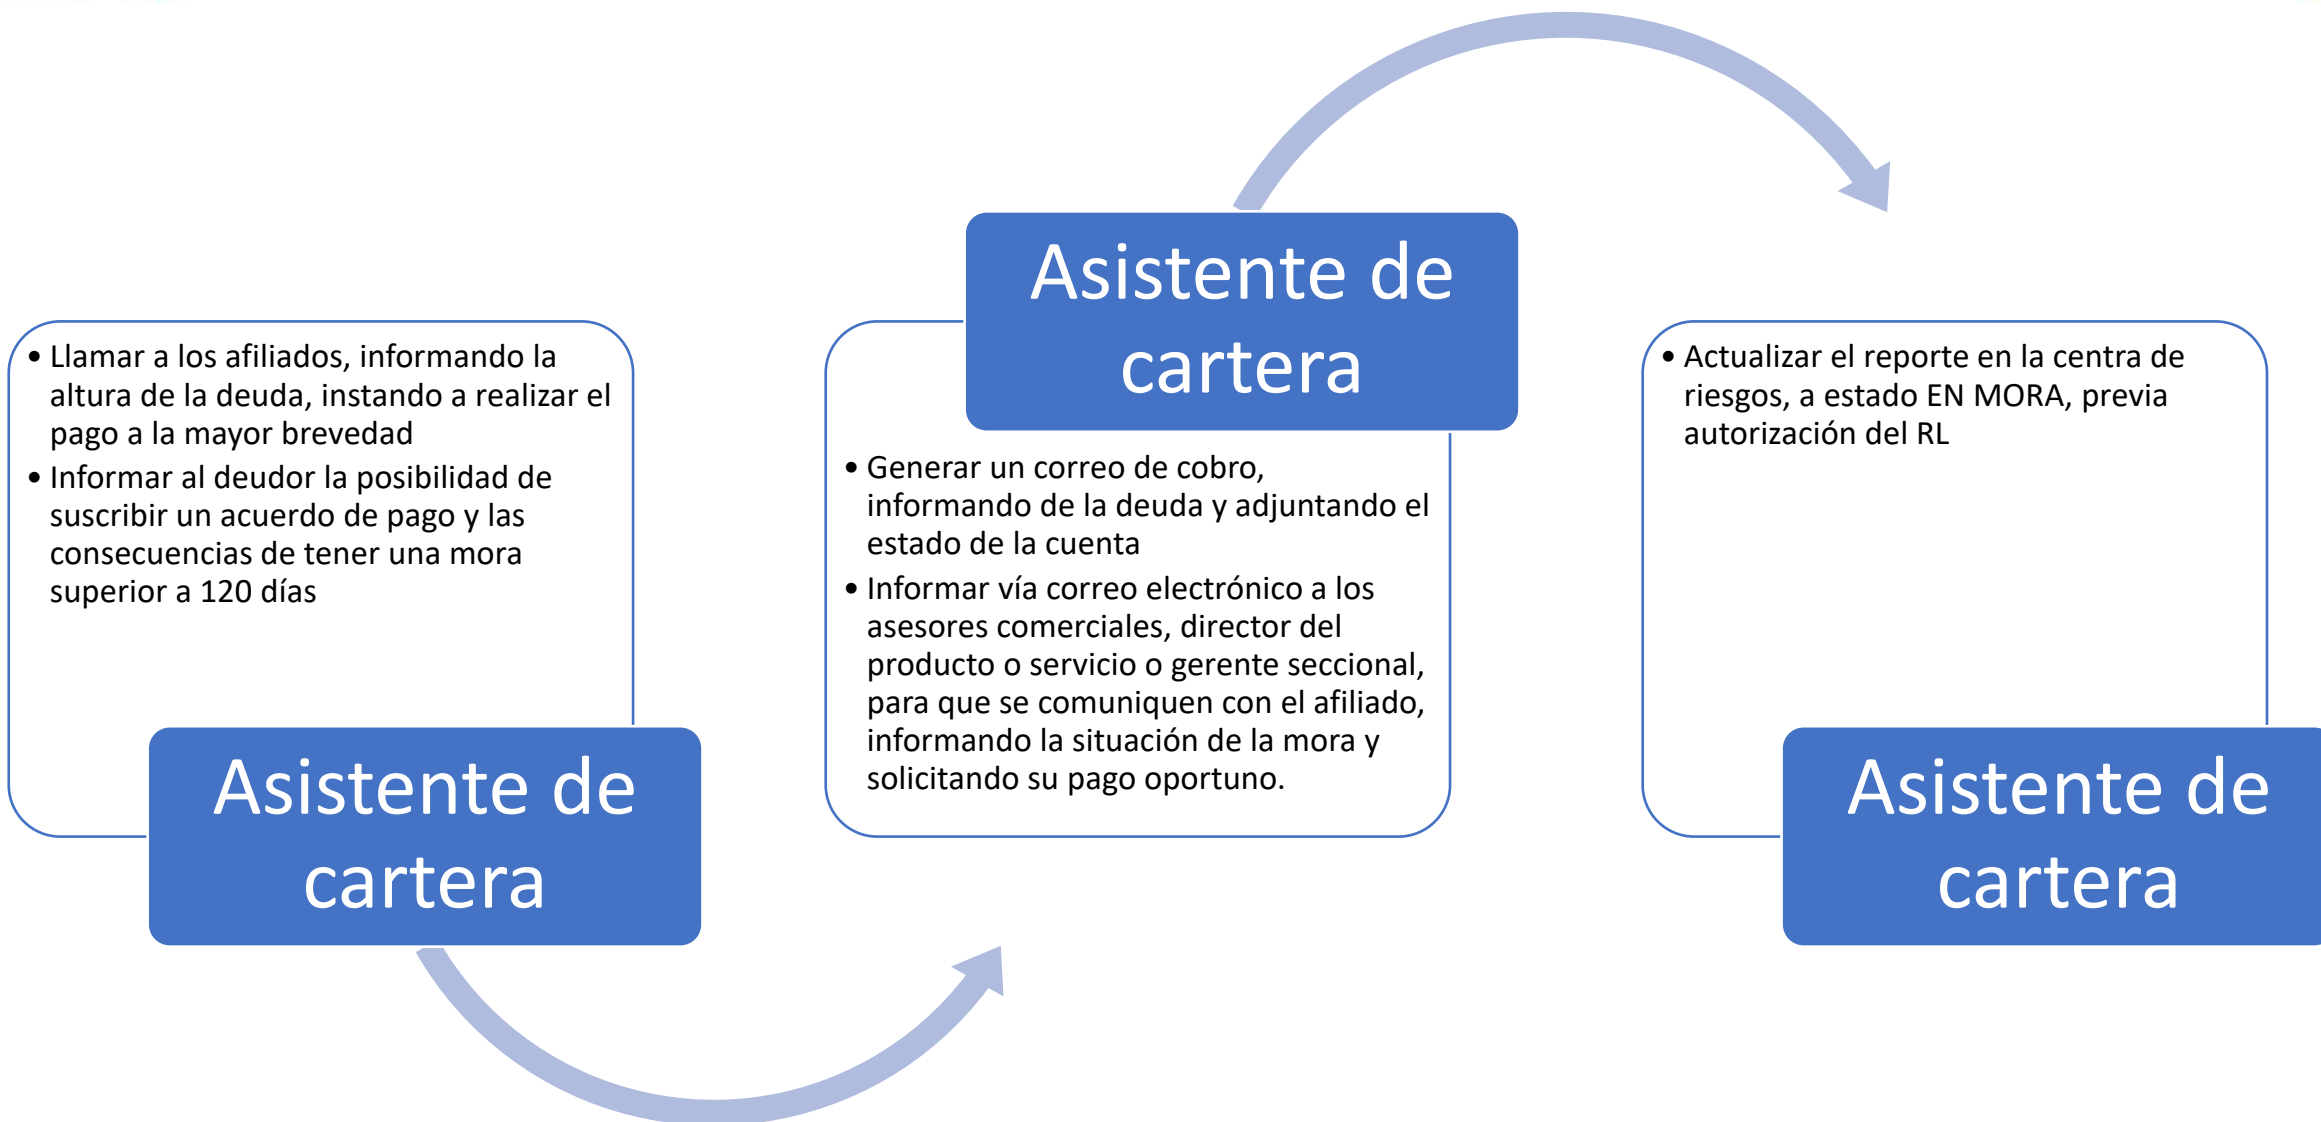 • Llamar a los afiliados, informando la
altura de la deuda, instando a realizar el
pago a la mayor brevedad
• Informar al deudor la posibilidad de
suscribir un acuerdo de pago y las
consecuencias de tener una mora
superior a 120 días
Asistente de
cartera
Asistente de
cartera
• Generar un correo de cobro,
informando de la deuda y adjuntando el
estado de la cuenta
• Informar vía correo electrónico a los
asesores comerciales, director del
producto o servicio o gerente seccional,
para que se comuniquen con el afiliado,
informando la situación de la mora y
solicitando su pago oportuno.
• Actualizar el reporte en la centra de
riesgos, a estado EN MORA, previa
autorización del RL
Asistente de
cartera